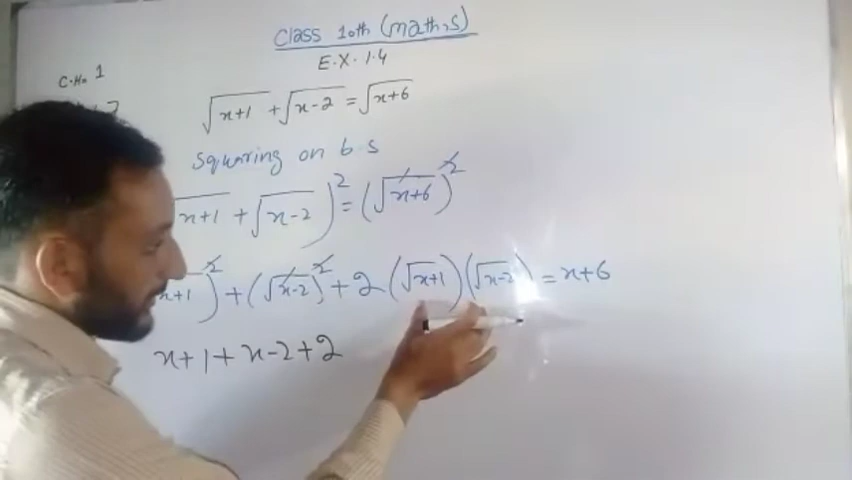 Class 10th (maths)
E.X. 1.4
C.H. 1
√x+1 + √x-2 = √x+6
Squaring on b.s
√x+1 + √x-2 )² = (√x+6)²
x+1 )² + (√x-2)² + 2 (√x+1)(√x-2) = x+6
x+1+x-2+2